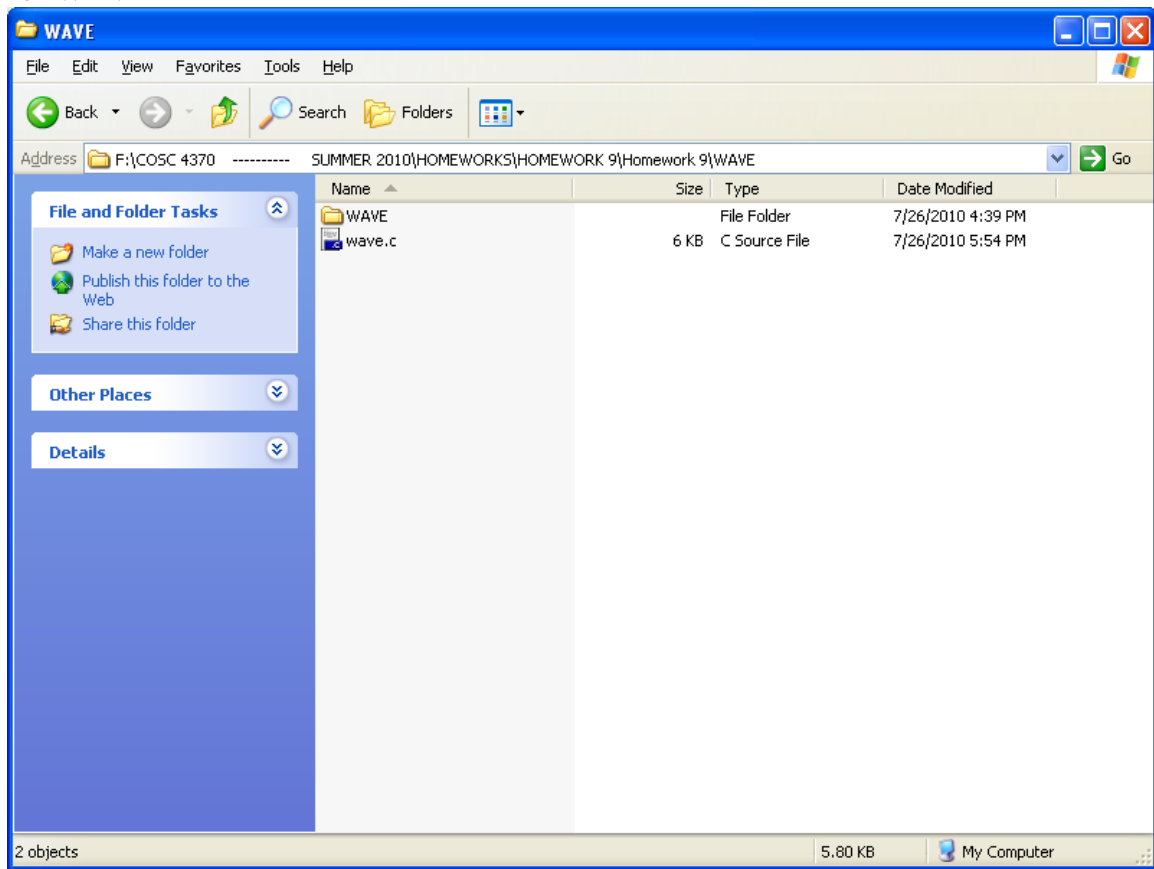 WAVE
File Edit View Favorites Tools Help
Back Search Folders
Address F:\COSC 4370 ---------- SUMMER 2010\HOMEWORKS\HOMEWORK 9\Homework 9\WAVE Go
File and Folder Tasks
Make a new folder
Publish this folder to the
Web
Share this folder
Other Places
Details
Name Size Type Date Modified
WAVE File Folder 7/26/2010 4:39 PM
wave.c 6 KB C Source File 7/26/2010 5:54 PM
2 objects 5.80 KB My Computer